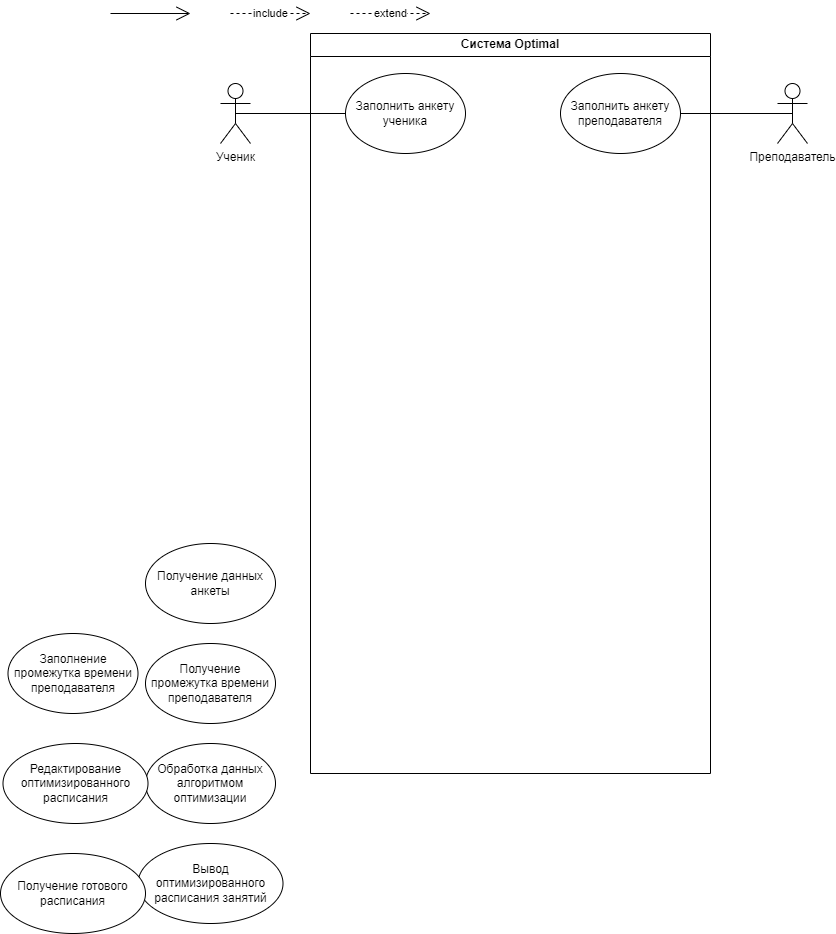 include
extend
Система Optimal
Заполнить анкету
ученика
Заполнить анкету
преподавателя
Ученик
Преподаватель
Получение данных
анкеты
Заполнение
промежутка времени
преподавателя
Получение
промежутка времени
преподавателя
Редактирование
оптимизированного
расписания
Обработка данных
алгоритмом
оптимизации
Получение готового
расписания
Вывод
оптимизированного
расписания занятий